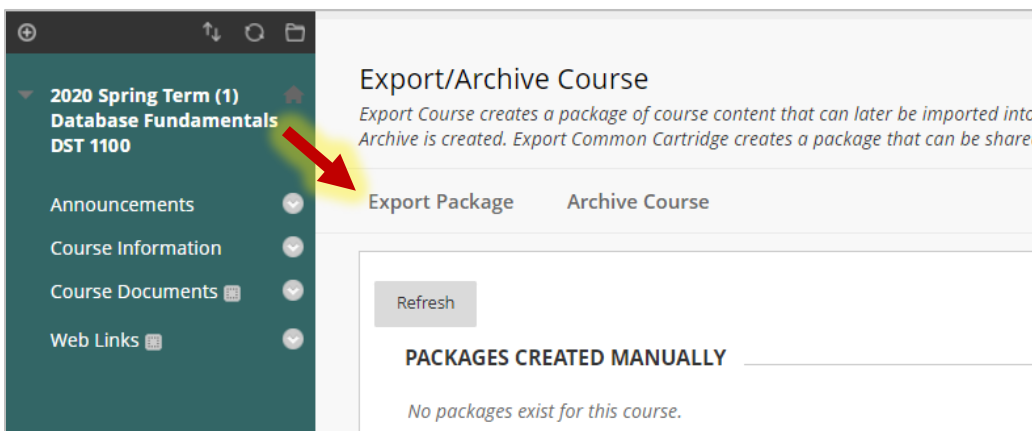 2020 Spring Term (1)
Database Fundamentals
DST 1100
Announcements
Course Information
Course Documents
Web Links
Export/Archive Course
Export Course creates a package of course content that can later be imported into
Archive is created. Export Common Cartridge creates a package that can be share
Export Package Archive Course
Refresh
PACKAGES CREATED MANUALLY
No packages exist for this course.